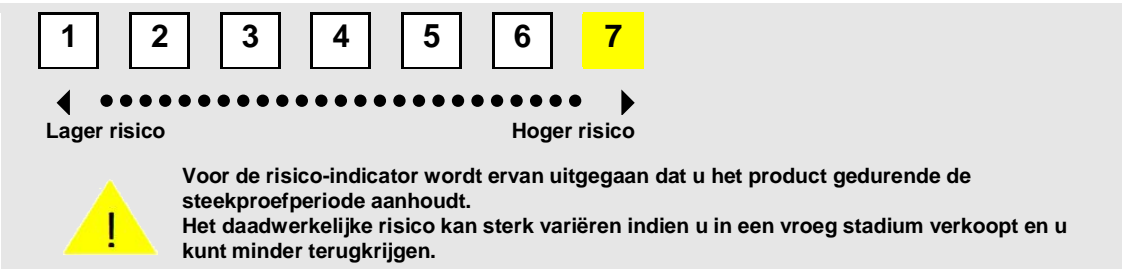 1 2 3 4 5 6 7
Lager risico Hoger risico
!
Voor de risico-indicator wordt ervan uitgegaan dat u het product gedurende de
steekproefperiode aanhoudt.
Het daadwerkelijke risico kan sterk variëren indien u in een vroeg stadium verkoopt en u
kunt minder terugkrijgen.